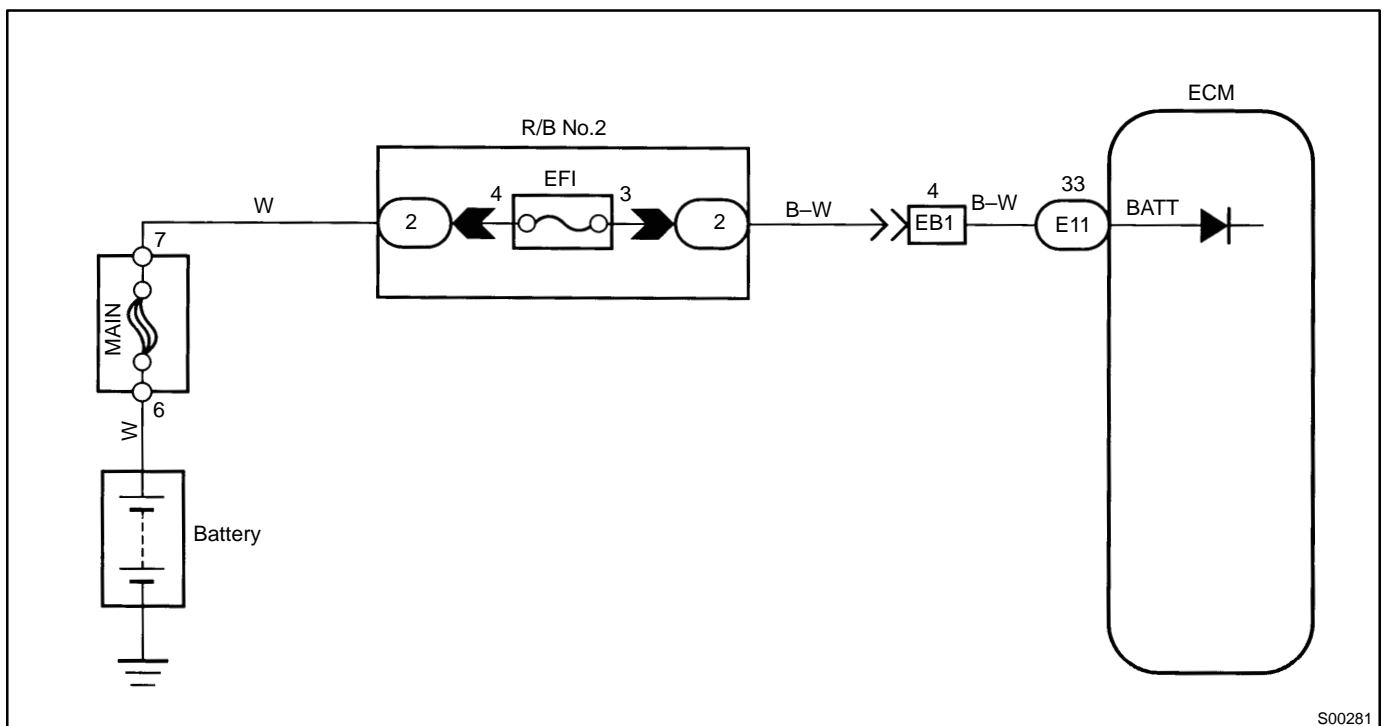 ECM
R/B No.2
EFI
4
3
4
33
W
2
2
B–W
EB1
B–W
E11
BATT
7
MAIN
6
W
Battery
S00281